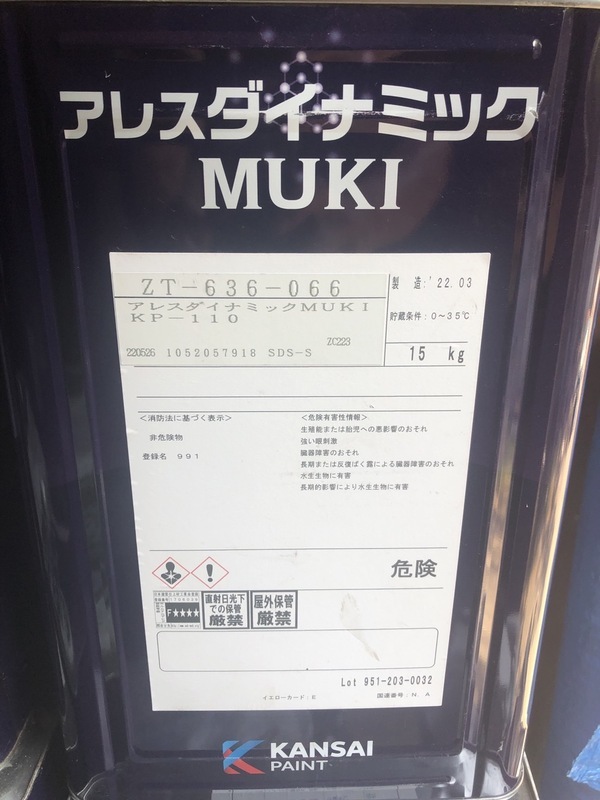 アレスダイナミック
MUKI
ZT-636-066
アレスダイナミックMUKI
KP-110
ZC223
220526 1052057918 SDS-S
製 造:'22.03
貯蔵条件:0～35℃
15 kg
＜消防法に基づく表示＞
非危険物
登録名 991
＜危険有害性情報＞
生殖能または胎児への悪影響のおそれ
強い眼刺激
臓器障害のおそれ
長期または反復ばく露による臓器障害のおそれ
水生生物に有害
長期的影響により水生生物に有害
危険
F★★★★
直射日光下
での保管
厳禁
屋外保管
厳禁
Lot 951-203-0032
イエローカード:E
国連番号:N.A
KANSAI
PAINT